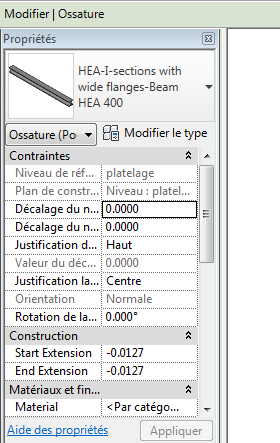 Modifier | Ossature
Propriétés
HEA-I-sections with
wide flanges-Beam
HEA 400
Ossature (Po
Modifier le type
Contraintes
Niveau de réf... platelage
Plan de constr... Niveau : platel...
Décalage du n... 0.0000
Décalage du n... 0.0000
Justification d... Haut
Valeur du déc... 0.0000
Justification la... Centre
Orientation Normale
Rotation de la... 0.000°
Construction
Start Extension -0.0127
End Extension -0.0127
Matériaux et fin...
Material <Par catégo...
Aide des propriétés
Appliquer